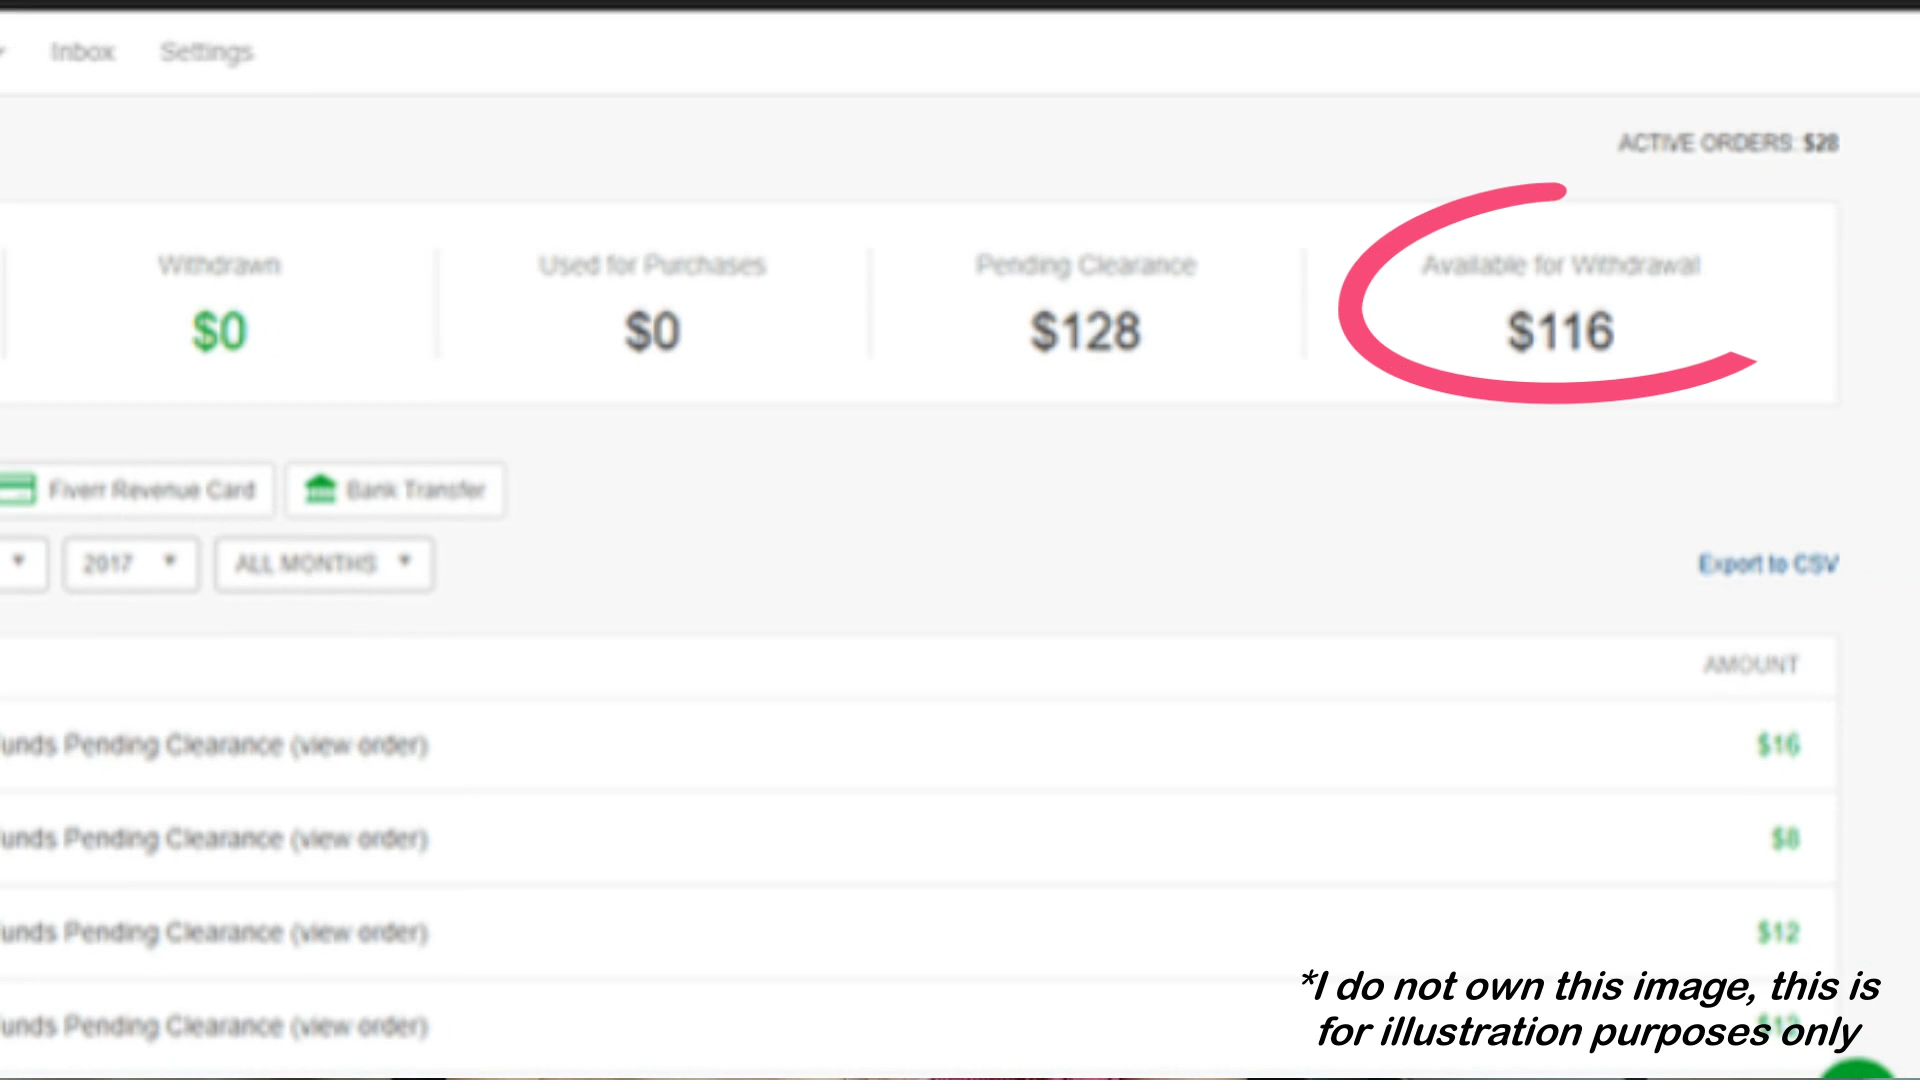 Inbox Settings
ACTIVE ORDERS: $28
Withdrawn Used for Purchases Pending Clearance Available for Withdrawal
$0 $0 $128 $116
Fiverr Revenue Card Bank Transfer
2017 ALL MONTHS Export to CSV
AMOUNT
unds Pending Clearance (view order) $16
unds Pending Clearance (view order) $8
unds Pending Clearance (view order) $12
unds Pending Clearance (view order) $12
*I do not own this image, this is
for illustration purposes only